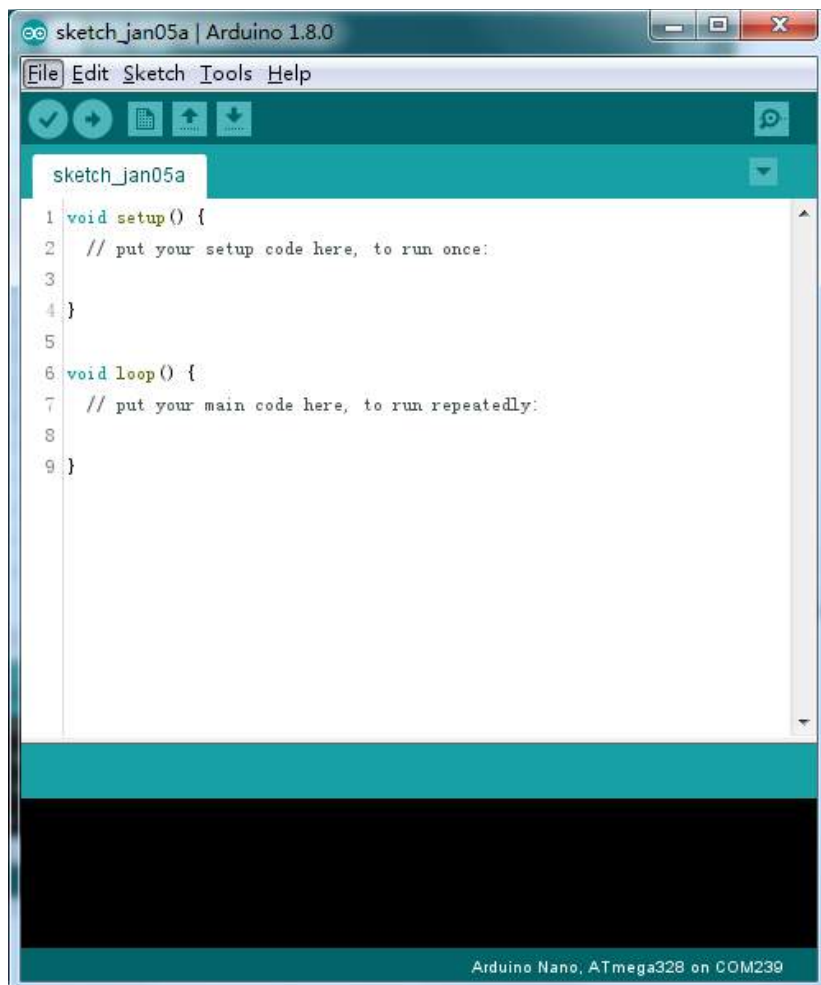 sketch_jan05a | Arduino 1.8.0
File Edit Sketch Tools Help
sketch_jan05a
1 void setup() {
2 // put your setup code here, to run once:
3
4 }
5
6 void loop() {
7 // put your main code here, to run repeatedly:
8
9 }
Arduino Nano, ATmega328 on COM239